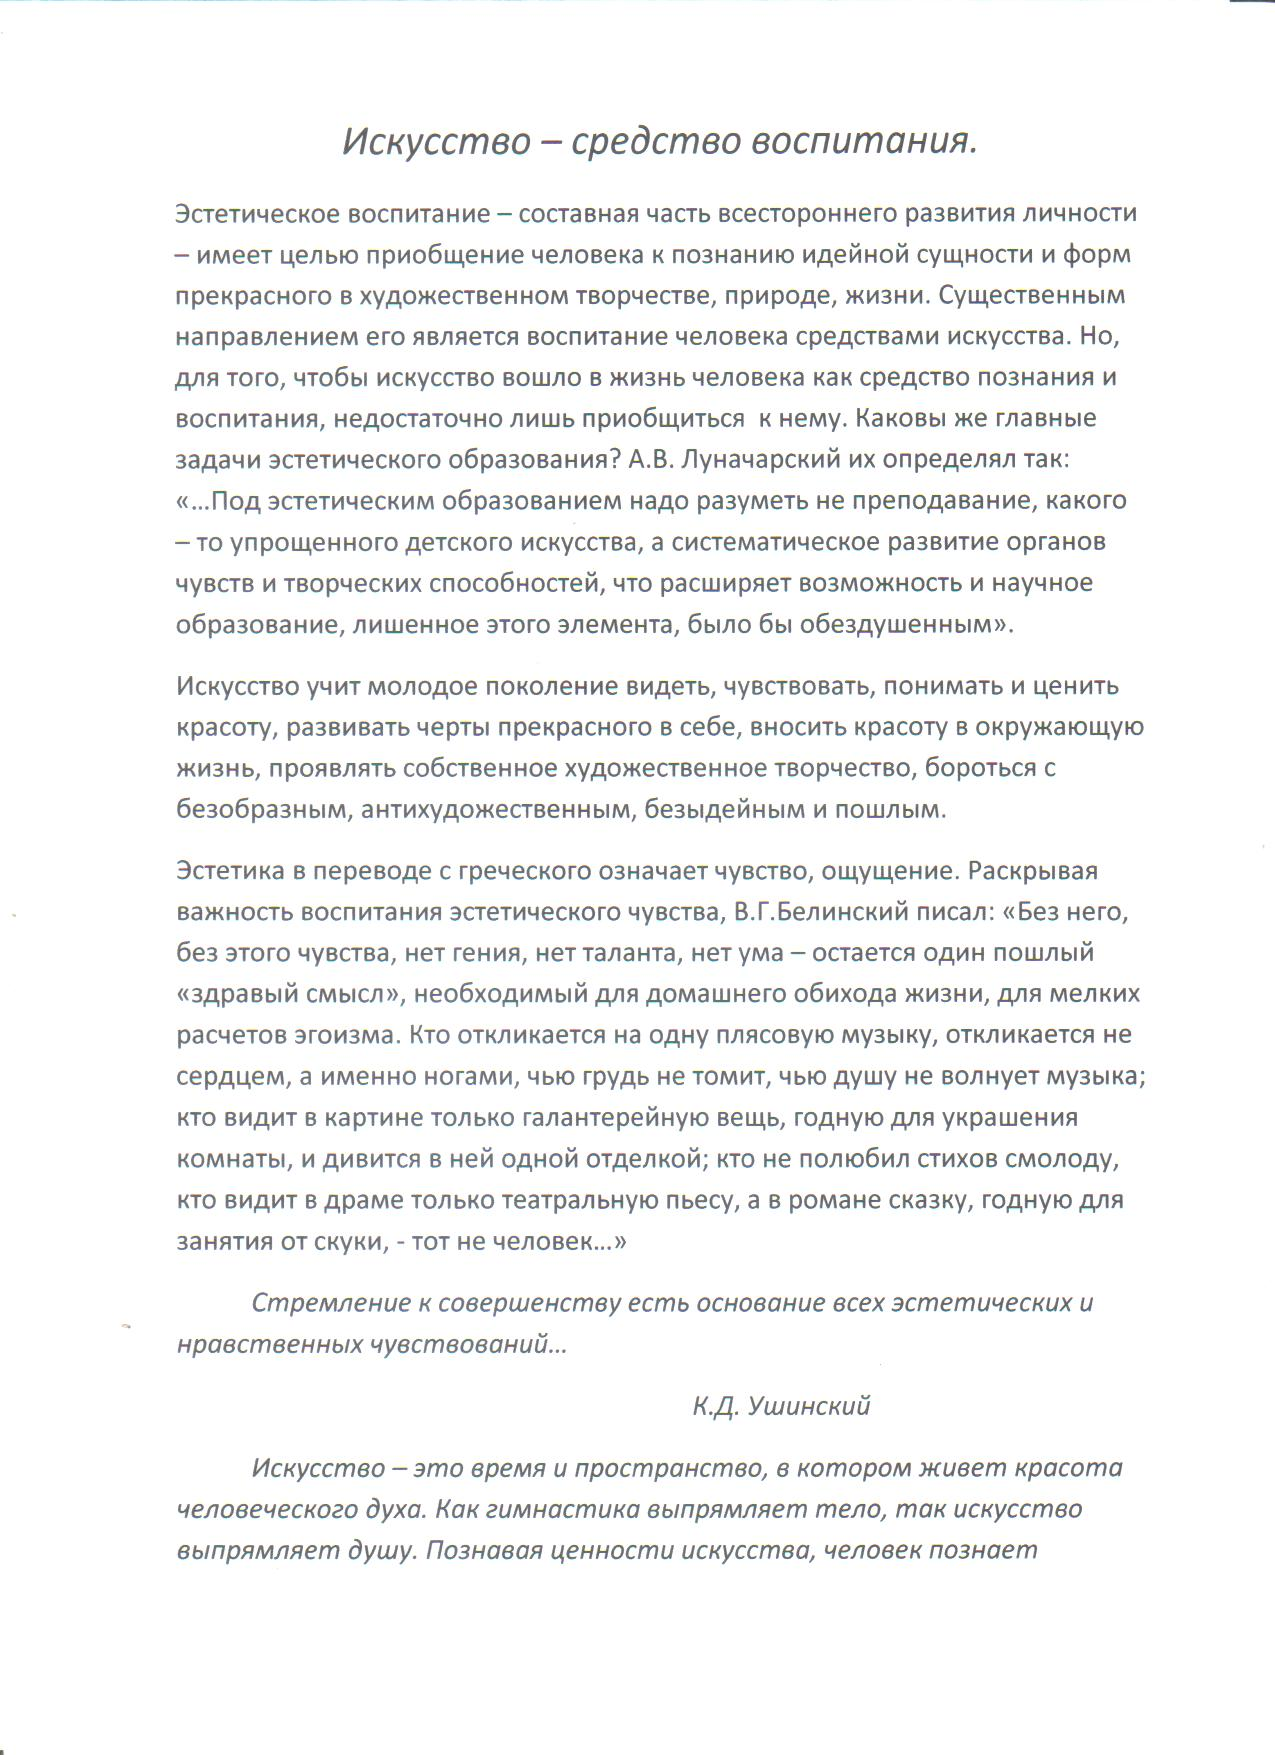 Искусство – средство воспитания.
Эстетическое воспитание – составная часть всестороннего развития личности
– имеет целью приобщение человека к познанию идейной сущности и форм
прекрасного в художественном творчестве, природе, жизни. Существенным
направлением его является воспитание человека средствами искусства. Но,
для того, чтобы искусство вошло в жизнь человека как средство познания и
воспитания, недостаточно лишь приобщиться  к нему. Каковы же главные
задачи эстетического образования? А.В. Луначарский их определял так:
«…Под эстетическим образованием надо разуметь не преподавание, какого
– то упрощенного детского искусства, а систематическое развитие органов
чувств и творческих способностей, что расширяет возможность и научное
образование, лишенное этого элемента, было бы обездушенным».
Искусство учит молодое поколение видеть, чувствовать, понимать и ценить
красоту, развивать черты прекрасного в себе, вносить красоту в окружающую
жизнь, проявлять собственное художественное творчество, бороться с
безобразным, антихудожественным, безыдейным и пошлым.
Эстетика в переводе с греческого означает чувство, ощущение. Раскрывая
важность воспитания эстетического чувства, В.Г.Белинский писал: «Без него,
без этого чувства, нет гения, нет таланта, нет ума – остается один пошлый
«здравый смысл», необходимый для домашнего обихода жизни, для мелких
расчетов эгоизма. Кто откликается на одну плясовую музыку, откликается не
сердцем, а именно ногами, чью грудь не томит, чью душу не волнует музыка;
кто видит в картине только галантерейную вещь, годную для украшения
комнаты, и дивится в ней одной отделкой; кто не полюбил стихов смолоду,
кто видит в драме только театральную пьесу, а в романе сказку, годную для
занятия от скуки, - тот не человек…»
Стремление к совершенству есть основание всех эстетических и
нравственных чувствований…
К.Д. Ушинский
Искусство – это время и пространство, в котором живет красота
человеческого духа. Как гимнастика выпрямляет тело, так искусство
выпрямляет душу. Познавая ценности искусства, человек познает